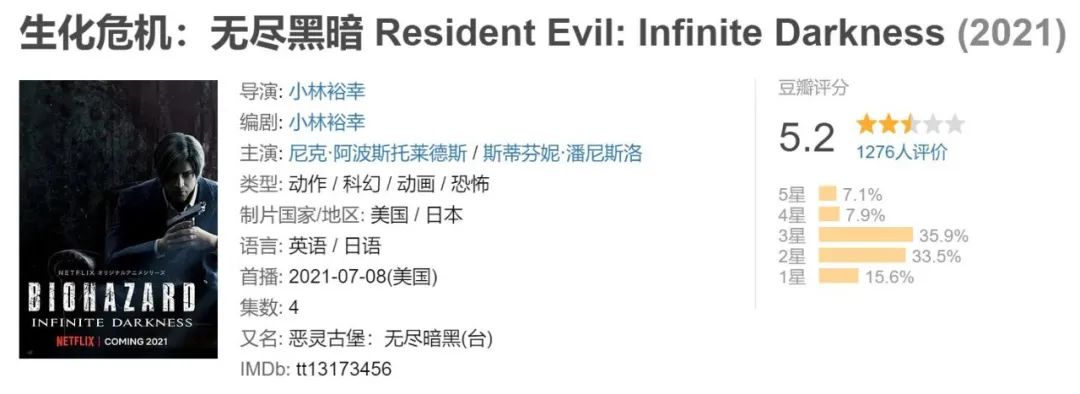 生化危机：无尽黑暗 Resident Evil: Infinite Darkness (2021)
NETFLIX オリジナルアニメシリーズ
BIOHAZARD
INFINITE DARKNESS
NETFLIX | COMING 2021
导演: 小林裕幸
编剧: 小林裕幸
主演: 尼克·阿波斯托莱德斯 / 斯蒂芬妮·潘尼斯洛
类型: 动作 / 科幻 / 动画 / 恐怖
制片国家/地区: 美国 / 日本
语言: 英语 / 日语
首播: 2021-07-08(美国)
集数: 4
又名: 恶灵古堡：无尽暗黑(台)
IMDb: tt13173456
豆瓣评分
5.2
1276人评价
5星 7.1%
4星 7.9%
3星 35.9%
2星 33.5%
1星 15.6%